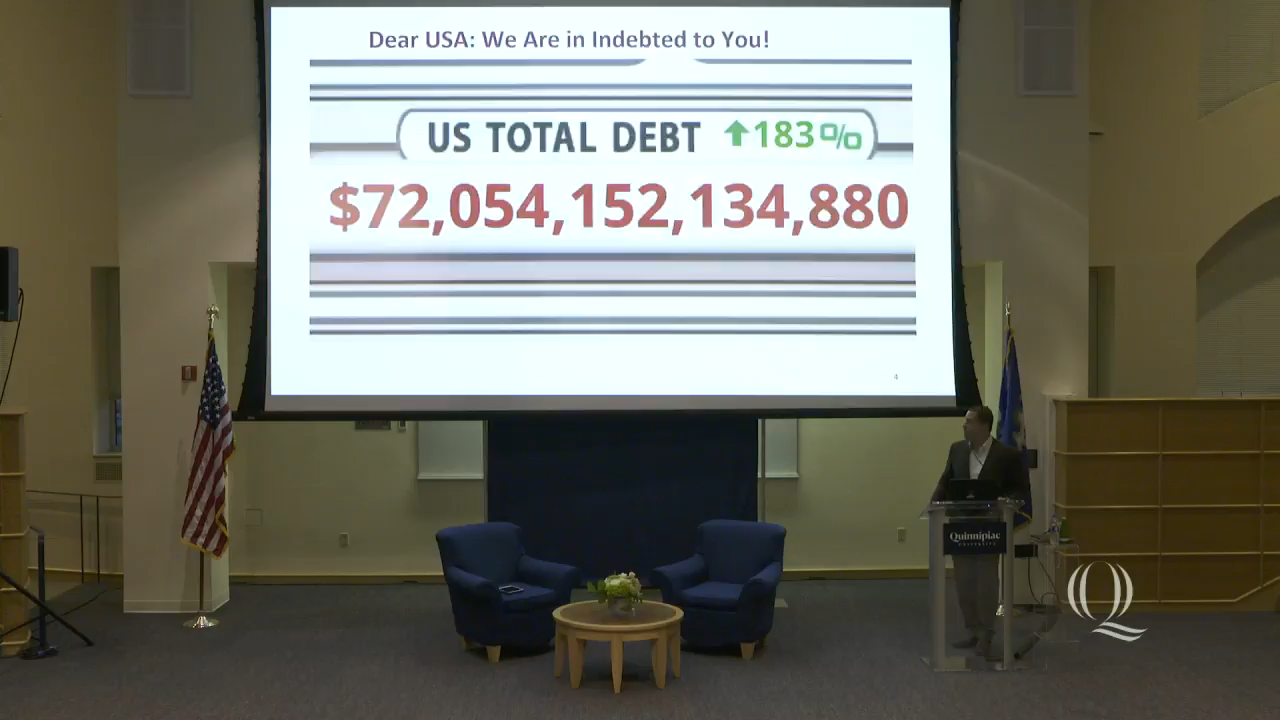 Dear USA: We Are in Indebted to You!
US TOTAL DEBT ↑183%
$72,054,152,134,880
4
Quinnipiac
UNIVERSITY
Q